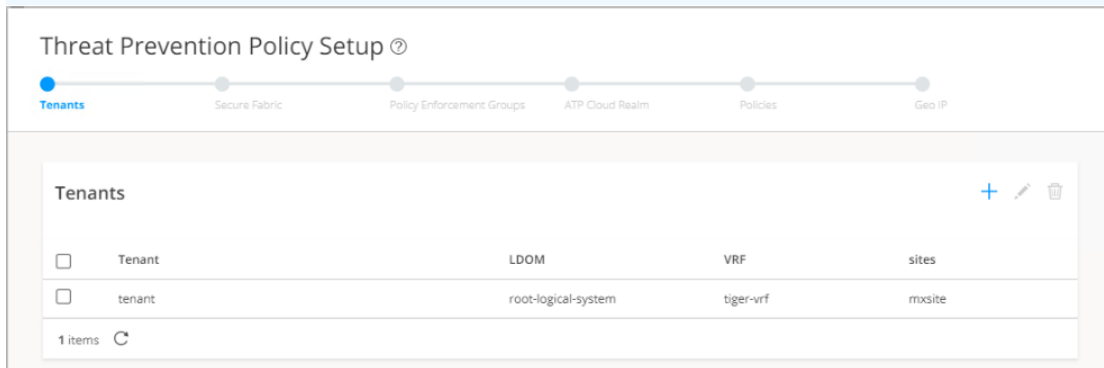 Threat Prevention Policy Setup
Tenants Secure Fabric Policy Enforcement Groups ATP Cloud Realm Policies Geo IP
Tenants
Tenant LDOM VRF sites
tenant root-logical-system tiger-vrf mxsite
1 items